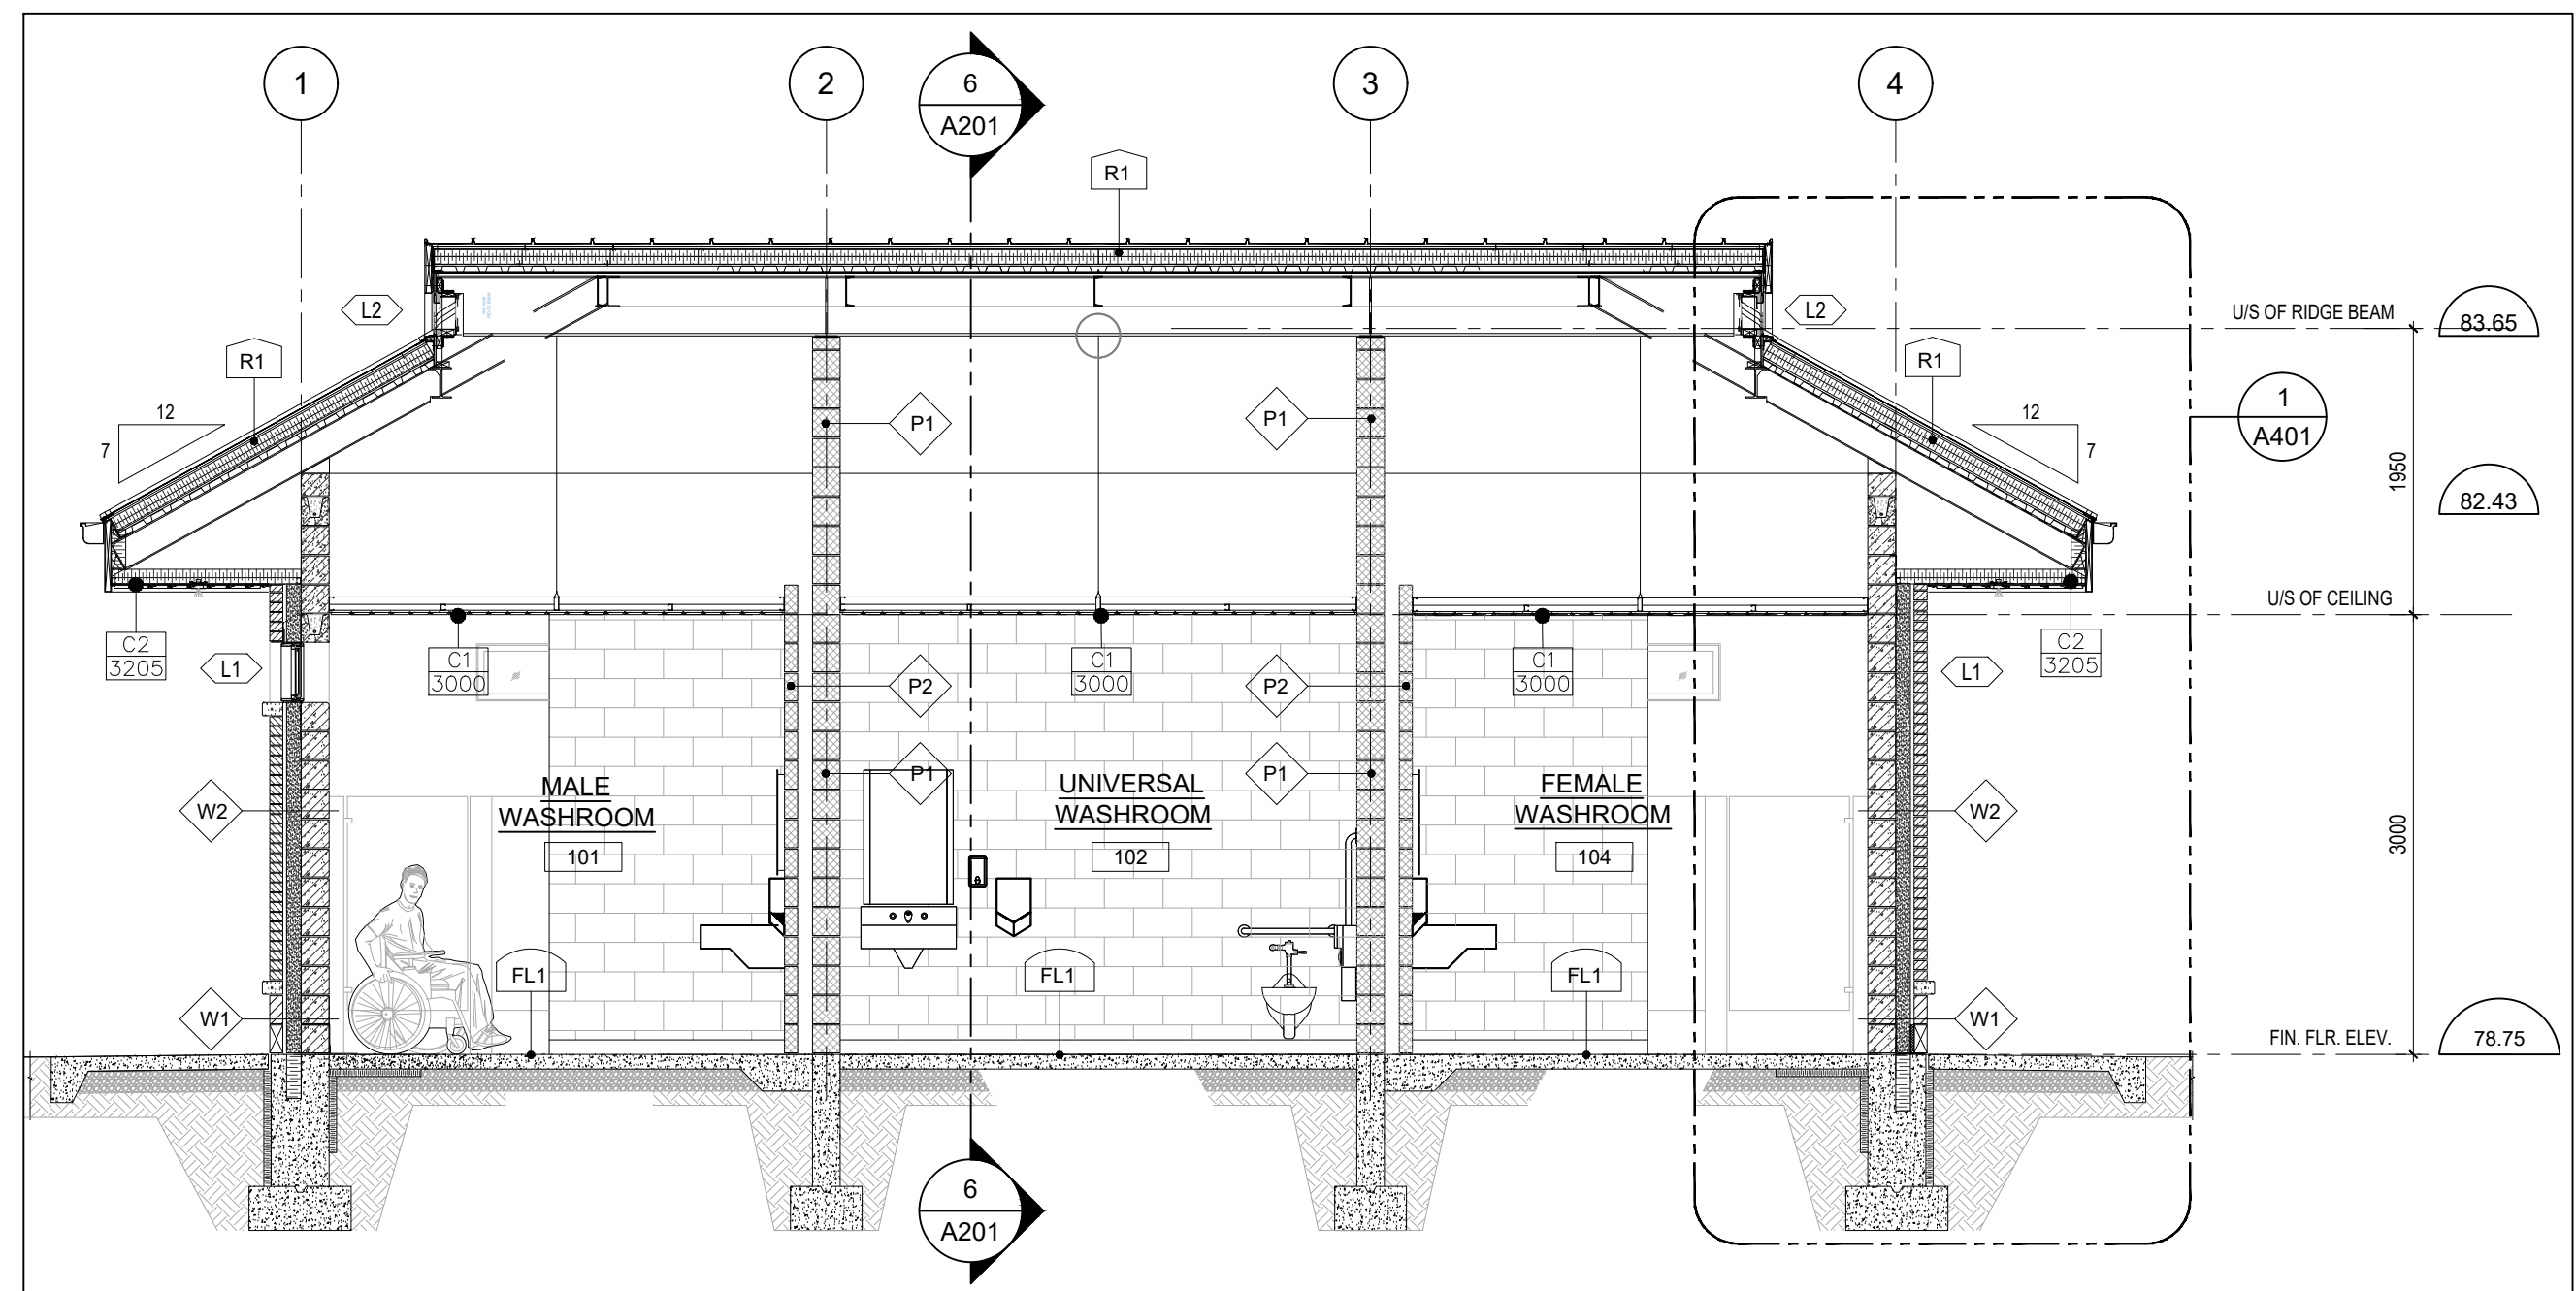 1
2
6
A201
3
4
R1
L2
L2
U/S OF RIDGE BEAM
83.65
R1
R1
12
7
12
7
P1
P1
1
A401
1950
82.43
U/S OF CEILING
C2
3205
L1
C1
3000
C1
3000
C1
3000
C2
3205
L1
P2
P2
P1
P1
MALE
WASHROOM
101
UNIVERSAL
WASHROOM
102
FEMALE
WASHROOM
104
W2
W2
3000
FL1
FL1
FL1
W1
W1
FIN. FLR. ELEV.
78.75
6
A201